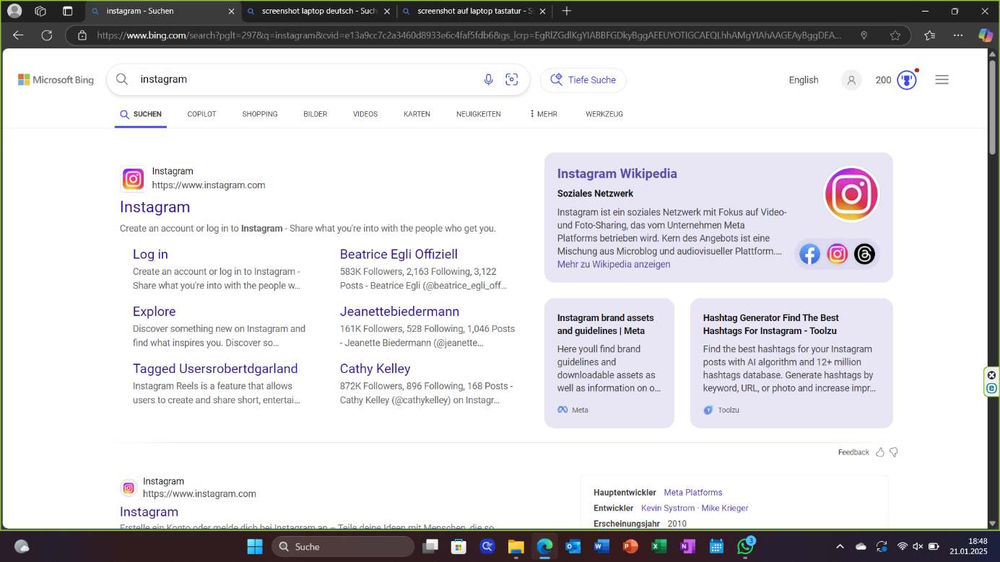 instagram - Suchen
screenshot laptop deutsch - Such
screenshot auf laptop tastatur - S
https://www.bing.com/search?pglt=297&q=instagram&cvid=e13a9cc7c2a3460d8933e6c4faf5fdb6&gs_lcrp=EgRlZGdlKgYIABBFGDkyBggAEEUYOTIGCAEQLhhAMgYIAhAAGEAyBggDEAA...
Microsoft Bing
instagram
Tiefe Suche
English
200
SUCHEN
COPILOT
SHOPPING
BILDER
VIDEOS
KARTEN
NEUIGKEITEN
MEHR
WERKZEUG
Instagram
https://www.instagram.com
Instagram
Create an account or log in to Instagram - Share what you're into with the people who get you.
Log in
Create an account or log in to Instagram -
Share what you're into with the people w...
Explore
Discover something new on Instagram and
find what inspires you. Discover so...
Tagged Usersrobertdgarland
Instagram Reels is a feature that allows
users to create and share short, entertai...
Beatrice Egli Offiziell
583K Followers, 2,163 Following, 3,122
Posts - Beatrice Egli (@beatrice_egli_off...
Jeanettebiedermann
161K Followers, 528 Following, 1,046 Posts
- Jeanette Biedermann (@jeanette...
Cathy Kelley
872K Followers, 896 Following, 168 Posts -
Cathy Kelley (@cathykelley) on Instagr...
Instagram Wikipedia
Soziales Netzwerk
Instagram ist ein soziales Netzwerk mit Fokus auf Video-
und Foto-Sharing, das vom Unternehmen Meta
Platforms betrieben wird. Kern des Angebots ist eine
Mischung aus Microblog und audiovisueller Plattform....
Mehr zu Wikipedia anzeigen
Instagram brand assets
and guidelines | Meta
Here youll find brand
guidelines and
downloadable assets as
well as information on o...
Meta
Hashtag Generator Find The Best
Hashtags For Instagram - Toolzu
Find the best hashtags for your Instagram
posts with AI algorithm and 12+ million
hashtags database. Generate hashtags by
keyword, URL, or photo and increase impr...
Toolzu
Feedback
Instagram
https://www.instagram.com
Instagram
Erstelle ein Konto oder melde dich bei Instagram an – Teile deine Ideen mit Menschen, die so
Hauptentwickler Meta Platforms
Entwickler Kevin Systrom · Mike Krieger
Erscheinungsjahr 2010
Suche
3
18:48
21.01.2025